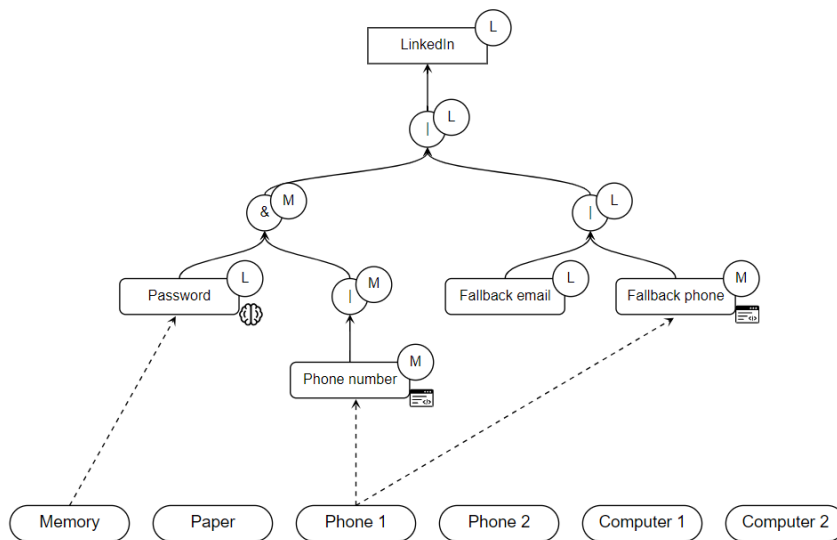 LinkedIn
L
|
L
&
M
|
L
Password
L
|
M
Fallback email
L
Fallback phone
M
Phone number
M
Memory
Paper
Phone 1
Phone 2
Computer 1
Computer 2